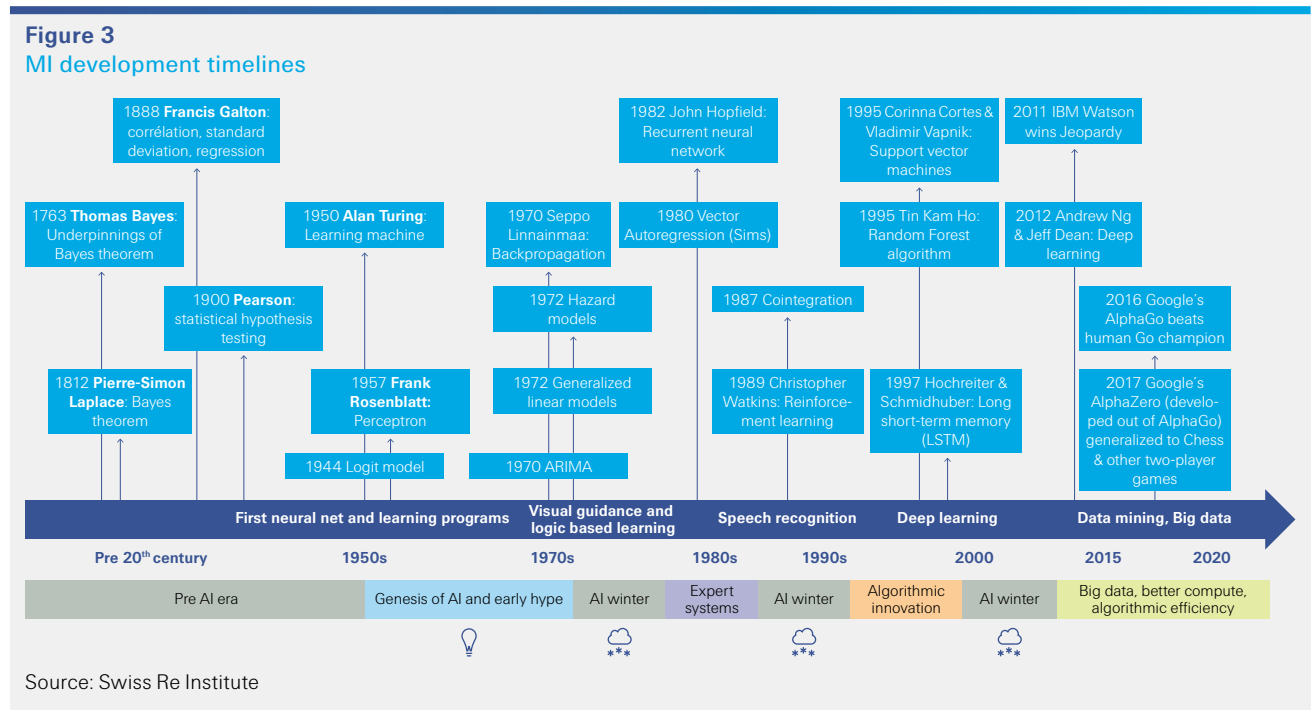 Figure 3
MI development timelines
1888 Francis Galton:
corrélation, standard
deviation, regression
1982 John Hopfield:
Recurrent neural
network
1995 Corinna Cortes &
Vladimir Vapnik:
Support vector
machines
2011 IBM Watson
wins Jeopardy
1763 Thomas Bayes:
Underpinnings of
Bayes theorem
1950 Alan Turing:
Learning machine
1970 Seppo
Linnainmaa:
Backpropagation
1980 Vector
Autoregression (Sims)
1995 Tin Kam Ho:
Random Forest
algorithm
2012 Andrew Ng
& Jeff Dean: Deep
learning
1900 Pearson:
statistical hypothesis
testing
1972 Hazard
models
1987 Cointegration
2016 Google's
AlphaGo beats
human Go champion
1812 Pierre-Simon
Laplace: Bayes
theorem
1957 Frank
Rosenblatt:
Perceptron
1972 Generalized
linear models
1989 Christopher
Watkins: Reinforce-
ment learning
1997 Hochreiter &
Schmidhuber: Long
short-term memory
(LSTM)
2017 Google's
AlphaZero (develo-
ped out of AlphaGo)
generalized to Chess
& other two-player
games
1944 Logit model
1970 ARIMA
First neural net and learning programs
Visual guidance and
logic based learning
Speech recognition
Deep learning
Data mining, Big data
Pre 20th century
1950s
1970s
1980s
1990s
2000
2015
2020
Pre AI era
Genesis of AI and early hype
AI winter
Expert
systems
AI winter
Algorithmic
innovation
AI winter
Big data, better compute,
algorithmic efficiency
Source: Swiss Re Institute